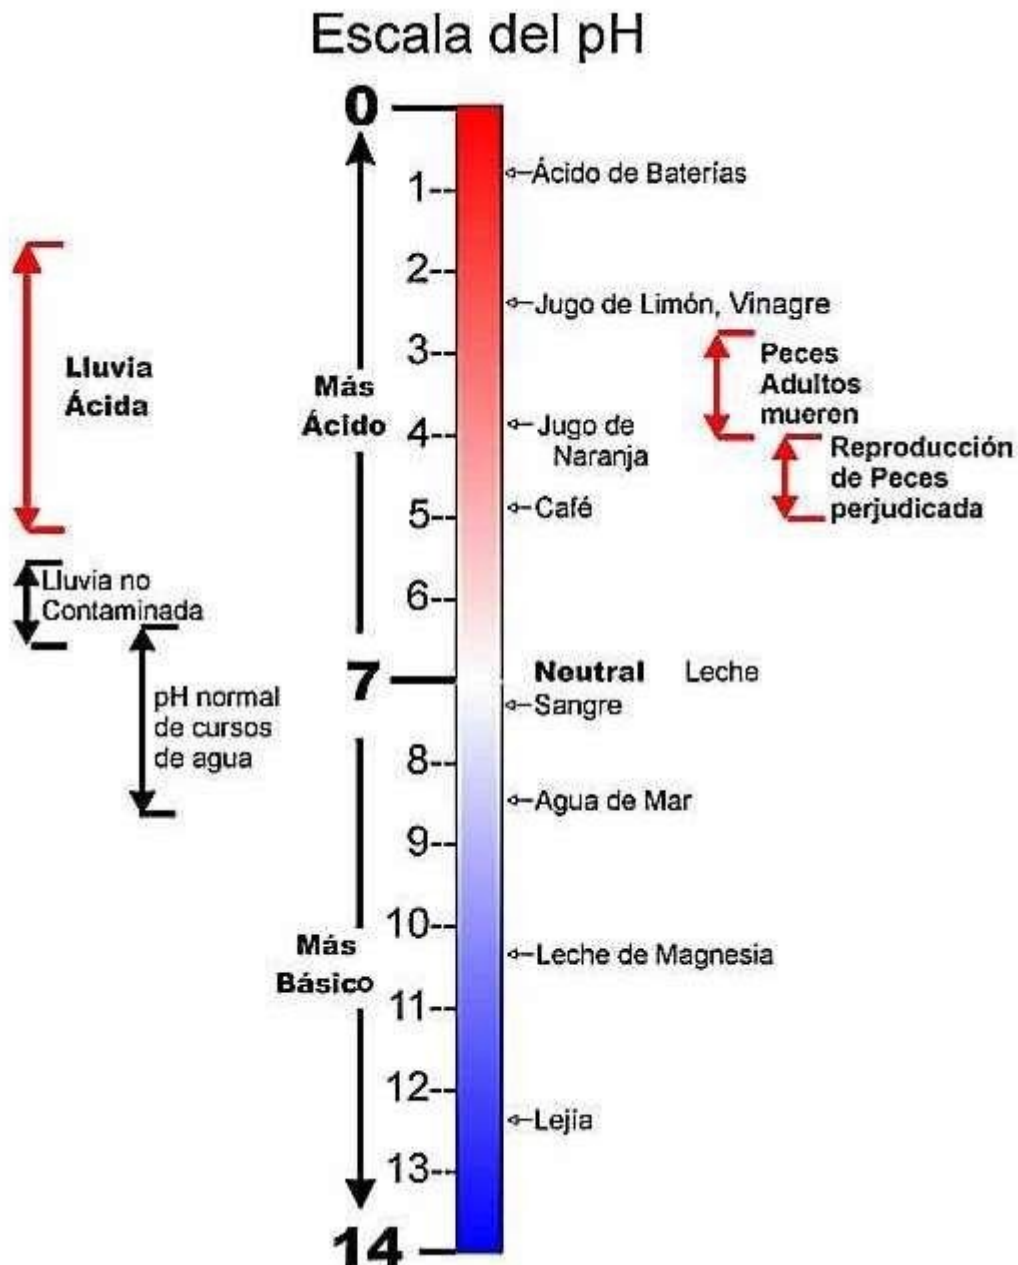 Escala del pH
0
1--
Ácido de Baterías
2--
Jugo de Limón, Vinagre
3--
Peces
Adultos
mueren
Lluvia
Ácida
Más
Ácido
4--
Jugo de
Naranja
Reproducción
de Peces
perjudicada
5--
Café
6--
Lluvia no
Contaminada
7
Neutral Leche
Sangre
pH normal
de cursos
de agua
8--
Agua de Mar
9--
10--
Leche de Magnesia
Más
Básico
11--
12--
Lejía
13--
14